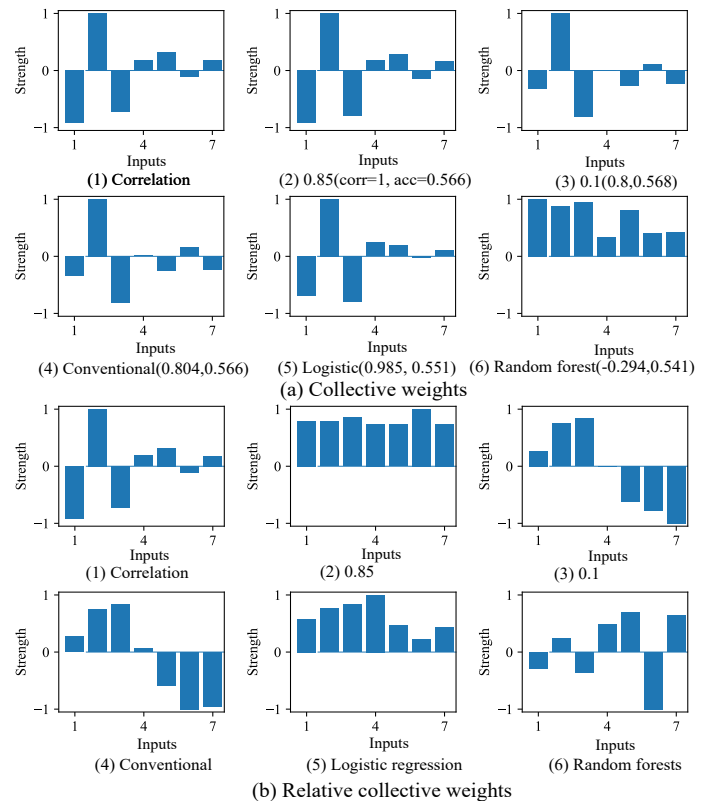 Strength
1
0
−1
1
4
7
Inputs
(1) Correlation
Strength
1
0
−1
1
4
7
Inputs
(2) 0.85(corr=1, acc=0.566)
Strength
1
0
−1
1
4
7
Inputs
(3) 0.1(0.8,0.568)
Strength
1
0
−1
1
4
7
Inputs
(4) Conventional(0.804,0.566)
Strength
1
0
−1
1
4
7
Inputs
(5) Logistic(0.985, 0.551)
Strength
1
0
−1
1
4
7
Inputs
(6) Random forest(-0.294,0.541)
(a) Collective weights
Strength
1
0
−1
1
4
7
Inputs
(1) Correlation
Strength
1
0
−1
1
4
7
Inputs
(2) 0.85
Strength
1
0
−1
1
4
7
Inputs
(3) 0.1
Strength
1
0
−1
1
4
7
Inputs
(4) Conventional
Strength
1
0
−1
1
4
7
Inputs
(5) Logistic regression
Strength
1
0
−1
1
4
7
Inputs
(6) Random forests
(b) Relative collective weights